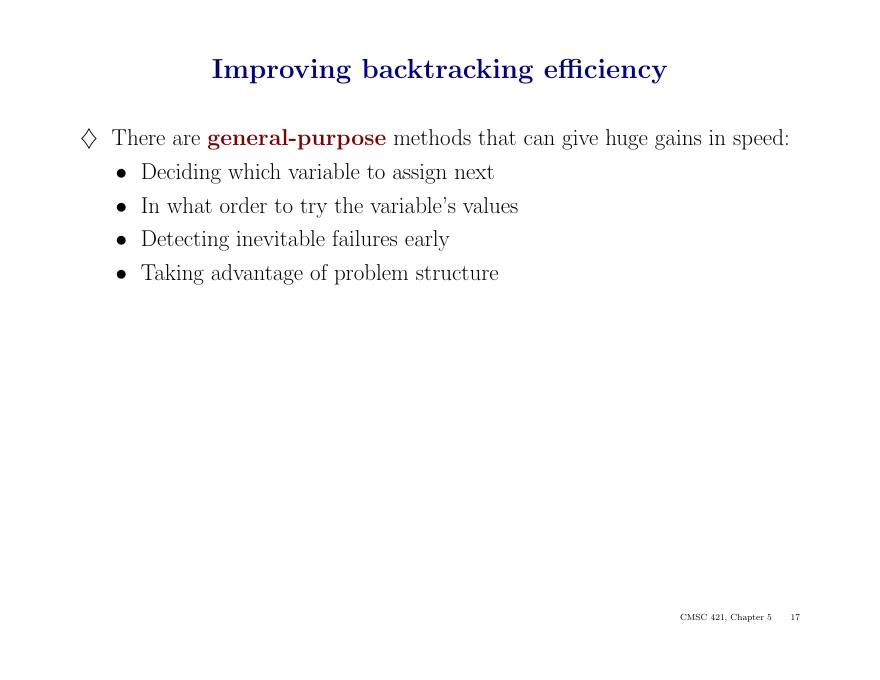 Improving backtracking efficiency
♢ There are general-purpose methods that can give huge gains in speed:
• Deciding which variable to assign next
• In what order to try the variable's values
• Detecting inevitable failures early
• Taking advantage of problem structure
CMSC 421, Chapter 5 17